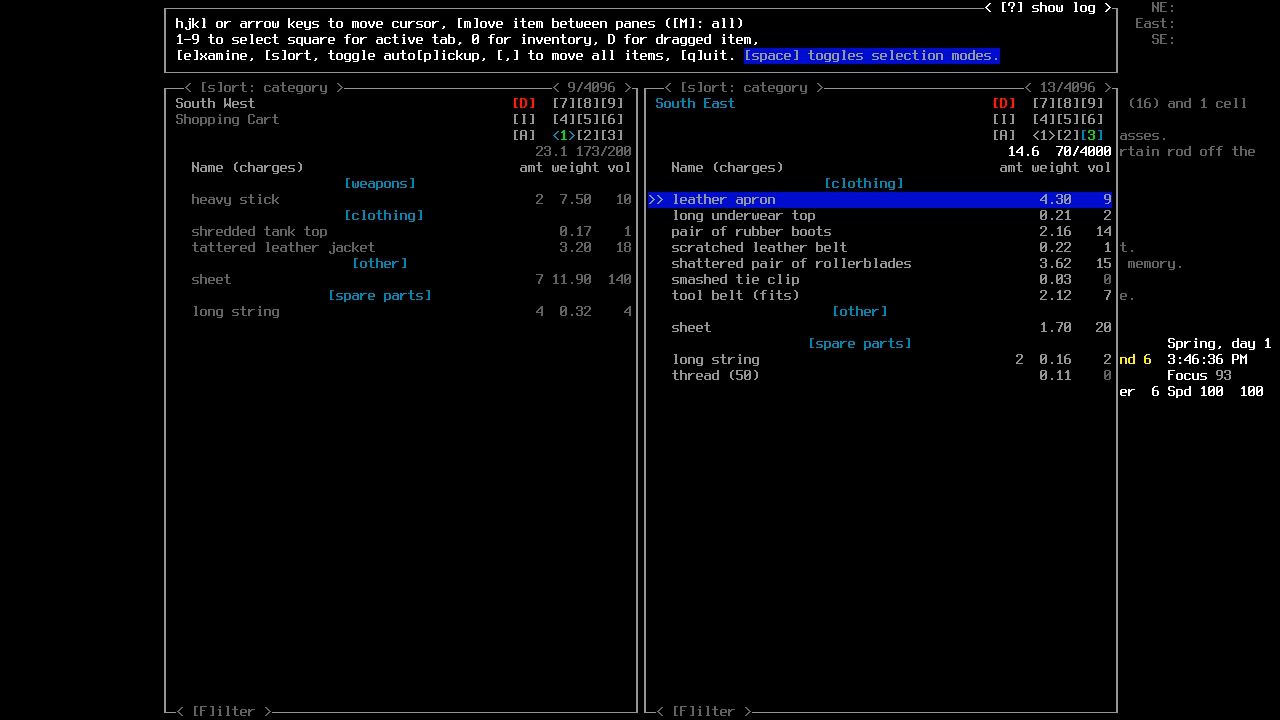 < [?] show log > NE:
hjkl or arrow keys to move cursor, [m]ove item between panes ([M]: all) East:
1-9 to select square for active tab, 0 for inventory, D for dragged item, SE:
[e]xamine, [s]ort, toggle auto[p]ickup, [,] to move all items, [q]uit. [space] toggles selection modes.
< [s]ort: category > < 9/4096 > < [s]ort: category > < 13/4096 >
South West [D] [7][8][9] South East [D] [7][8][9] (16) and 1 cell
Shopping Cart [I] [4][5][6] [I] [4][5][6]
[A] <1>[2][3] [A] <1>[2][3] asses.
23.1 173/200 14.6 70/4000 rtain rod off the
Name (charges) amt weight vol Name (charges) amt weight vol
[weapons] [clothing]
heavy stick 2 7.50 10 >> leather apron 4.30 9
[clothing] long underwear top 0.21 2
shredded tank top 0.17 1 pair of rubber boots 2.16 14
tattered leather jacket 3.20 18 scratched leather belt 0.22 1 t.
[other] shattered pair of rollerblades 3.62 15 memory.
sheet 7 11.90 140 smashed tie clip 0.03 0
[spare parts] tool belt (fits) 2.12 7 e.
long string 4 0.32 4 [other]
sheet 1.70 20
[spare parts] Spring, day 1
long string 2 0.16 2 nd 6 3:46:36 PM
thread (50) 0.11 0 Focus 93
er 6 Spd 100 100
< [F]ilter > < [F]ilter >